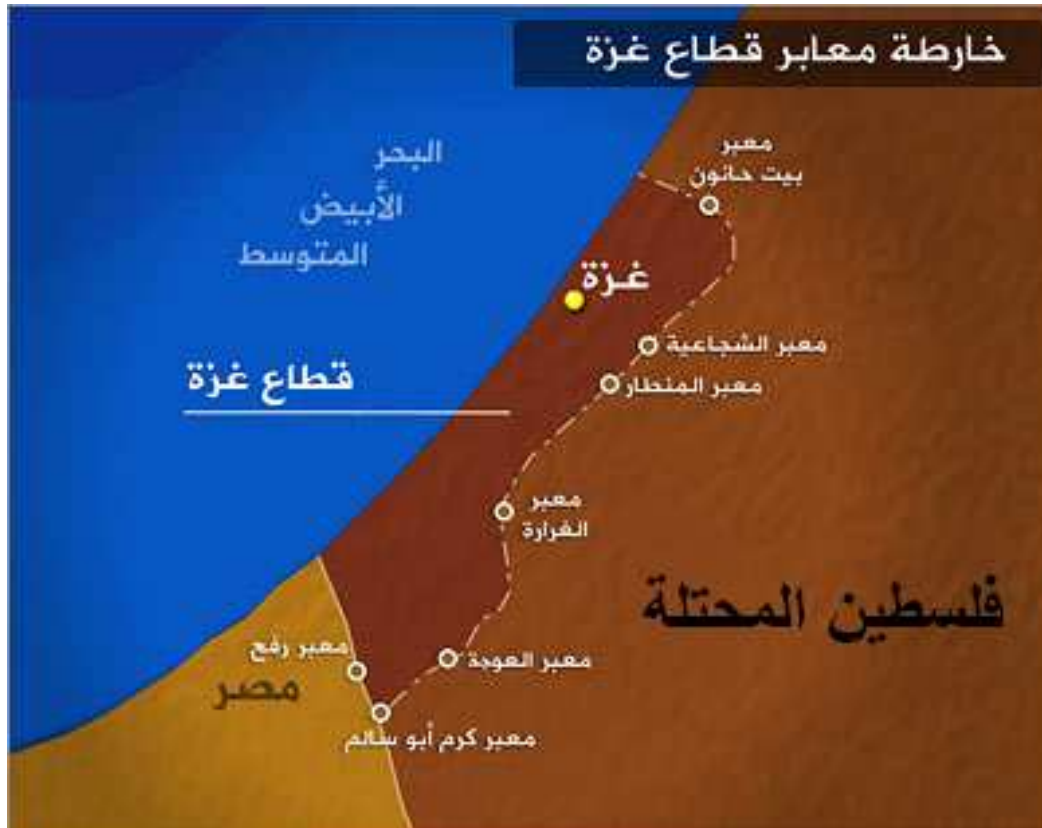 خارطة معابر قطاع غزة
البحر
الأبيض
المتوسط
معبر
بيت حانون
غزة
معبر الشجاعية
معبر المنطار
قطاع غزة
معبر
القرارة
فلسطين المحتلة
معبر رفح
معبر العوجة
مصر
معبر كرم أبو سالم